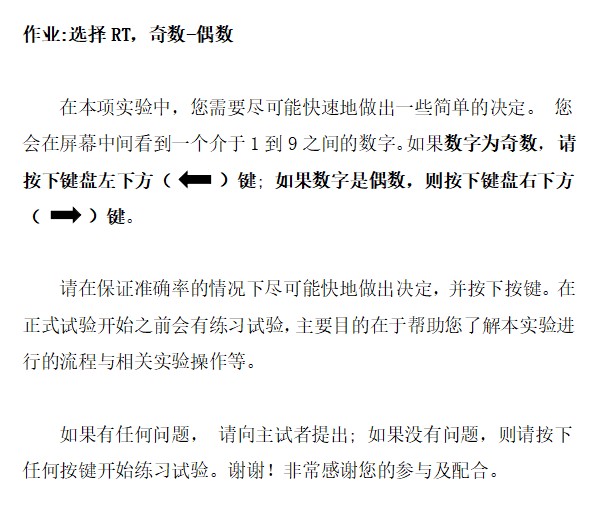 作业:选择 RT，奇数-偶数
在本项实验中，您需要尽可能快速地做出一些简单的决定。 您
会在屏幕中间看到一个介于 1 到 9 之间的数字。如果数字为奇数，请
按下键盘左下方（ ← ）键; 如果数字是偶数，则按下键盘右下方
（ → ）键。
请在保证准确率的情况下尽可能快地做出决定，并按下按键。在
正式试验开始之前会有练习试验，主要目的在于帮助您了解本实验进
行的流程与相关实验操作等。
如果有任何问题， 请向主试者提出; 如果没有问题，则请按下
任何按键开始练习试验。谢谢！非常感谢您的参与及配合。